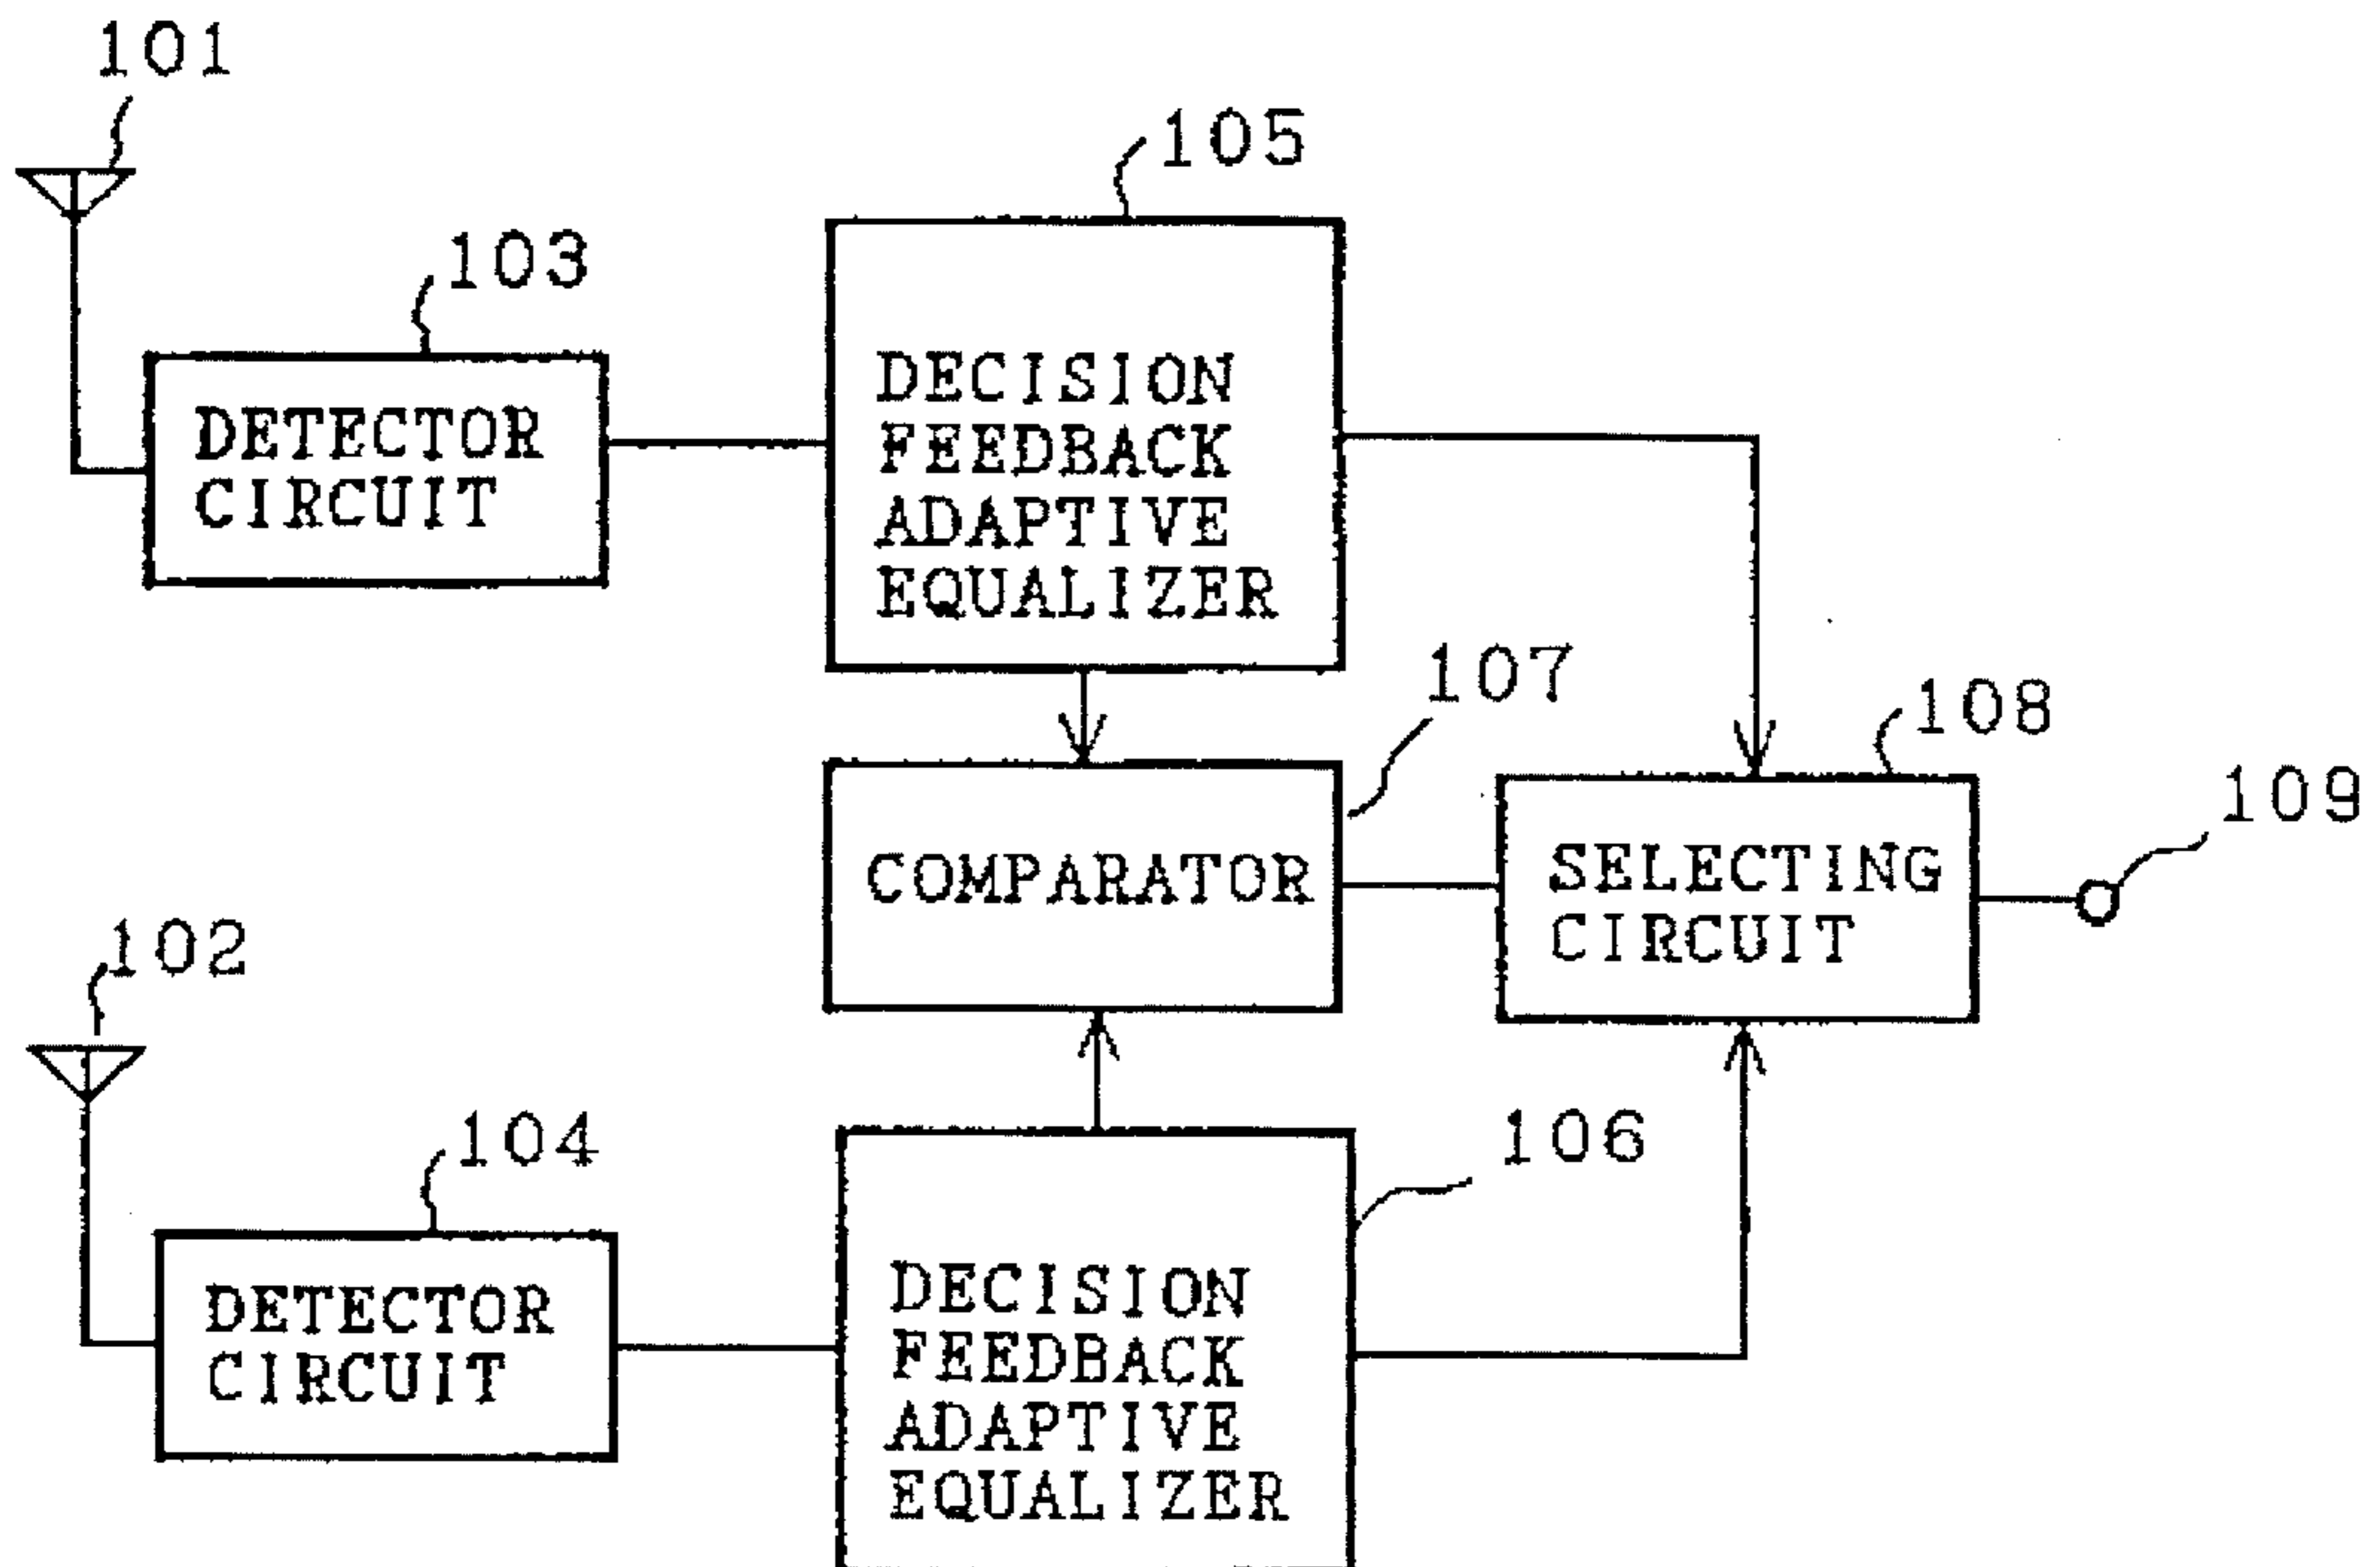 101
105
103
DECISION
FEEDBACK
ADAPTIVE
EQUALIZER
DETECTOR
CIRCUIT
107
108
109
COMPARATOR
SELECTING
CIRCUIT
102
104
106
DETECTOR
CIRCUIT
DECISION
FEEDBACK
ADAPTIVE
EQUALIZER